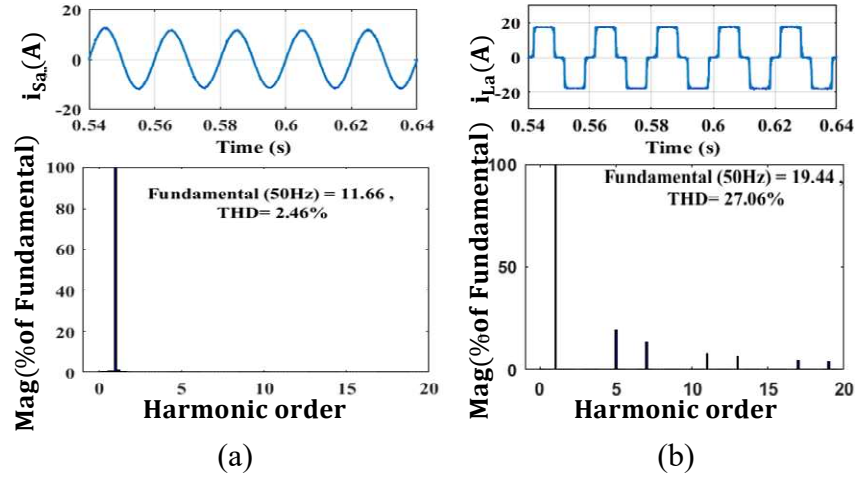 20
0
-20
i_Sa..(A)
0.54 0.56 0.58 0.6 0.62 0.64
Time (s)
100
80
60
40
20
0
Mag(%of Fundamental)
Fundamental (50Hz) = 11.66 ,
THD= 2.46%
0 5 10 15 20
Harmonic order
(a)
20
0
-20
i_La(A)
0.54 0.56 0.58 0.6 0.62 0.64
Time (s)
100
50
0
Mag(%of Fundamental)
Fundamental (50Hz) = 19.44 ,
THD= 27.06%
0 5 10 15 20
Harmonic order
(b)